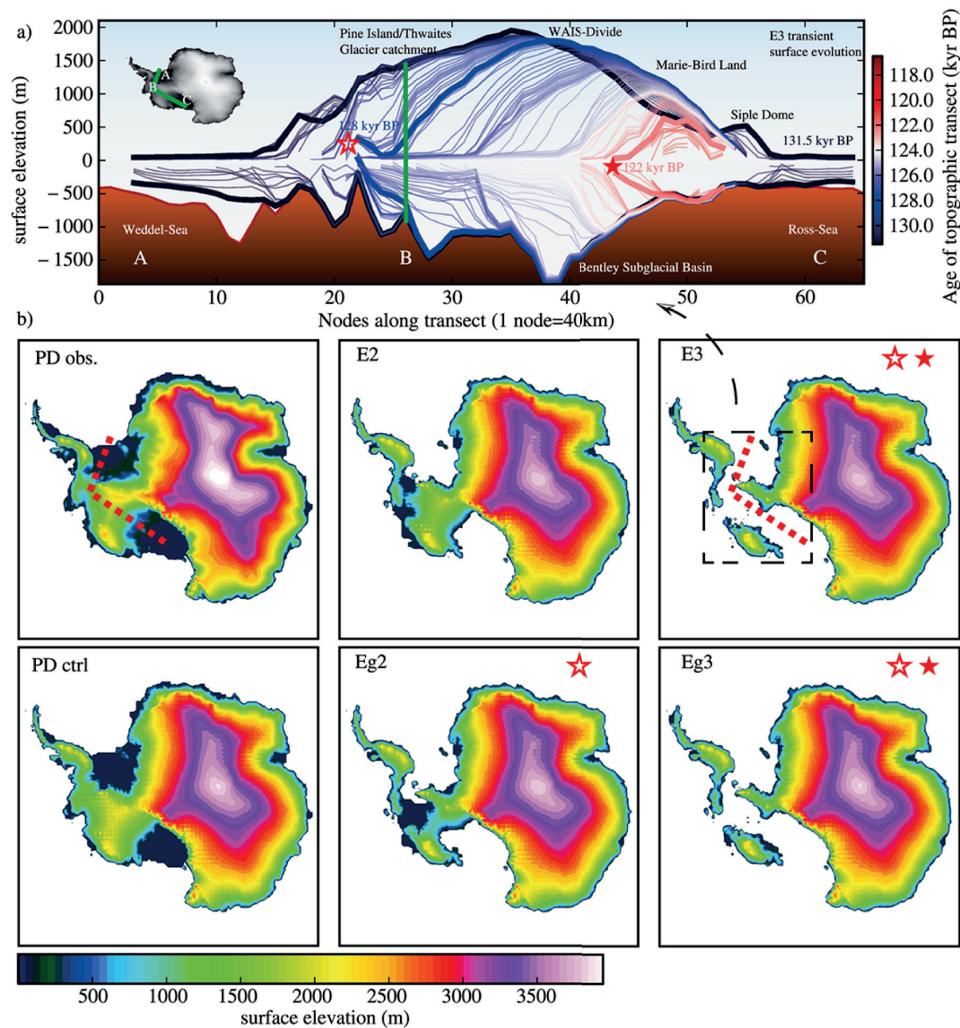 a)
Pine Island/Thwaites
Glacier catchment
WAIS-Divide
E3 transient
surface evolution
Marie-Bird Land
Siple Dome
128 kyr BP
122 kyr BP
131.5 kyr BP
A
B
C
Weddel-Sea
Ross-Sea
A
B
C
Bentley Subglacial Basin
surface elevation (m)
2000
1500
1000
500
0
−500
−1000
−1500
0
10
20
30
40
50
60
Nodes along transect (1 node=40km)
118.0
120.0
122.0
124.0
126.0
128.0
130.0
Age of topographic transect (kyr BP)
b)
PD obs.
E2
E3
PD ctrl
Eg2
Eg3
500
1000
1500
2000
2500
3000
3500
surface elevation (m)